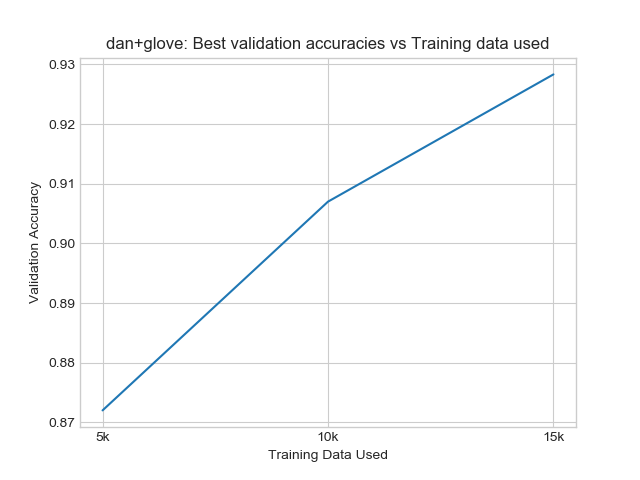 dan+glove: Best validation accuracies vs Training data used
0.93
0.92
0.91
0.90
0.89
0.88
0.87
Validation Accuracy
5k 10k 15k
Training Data Used